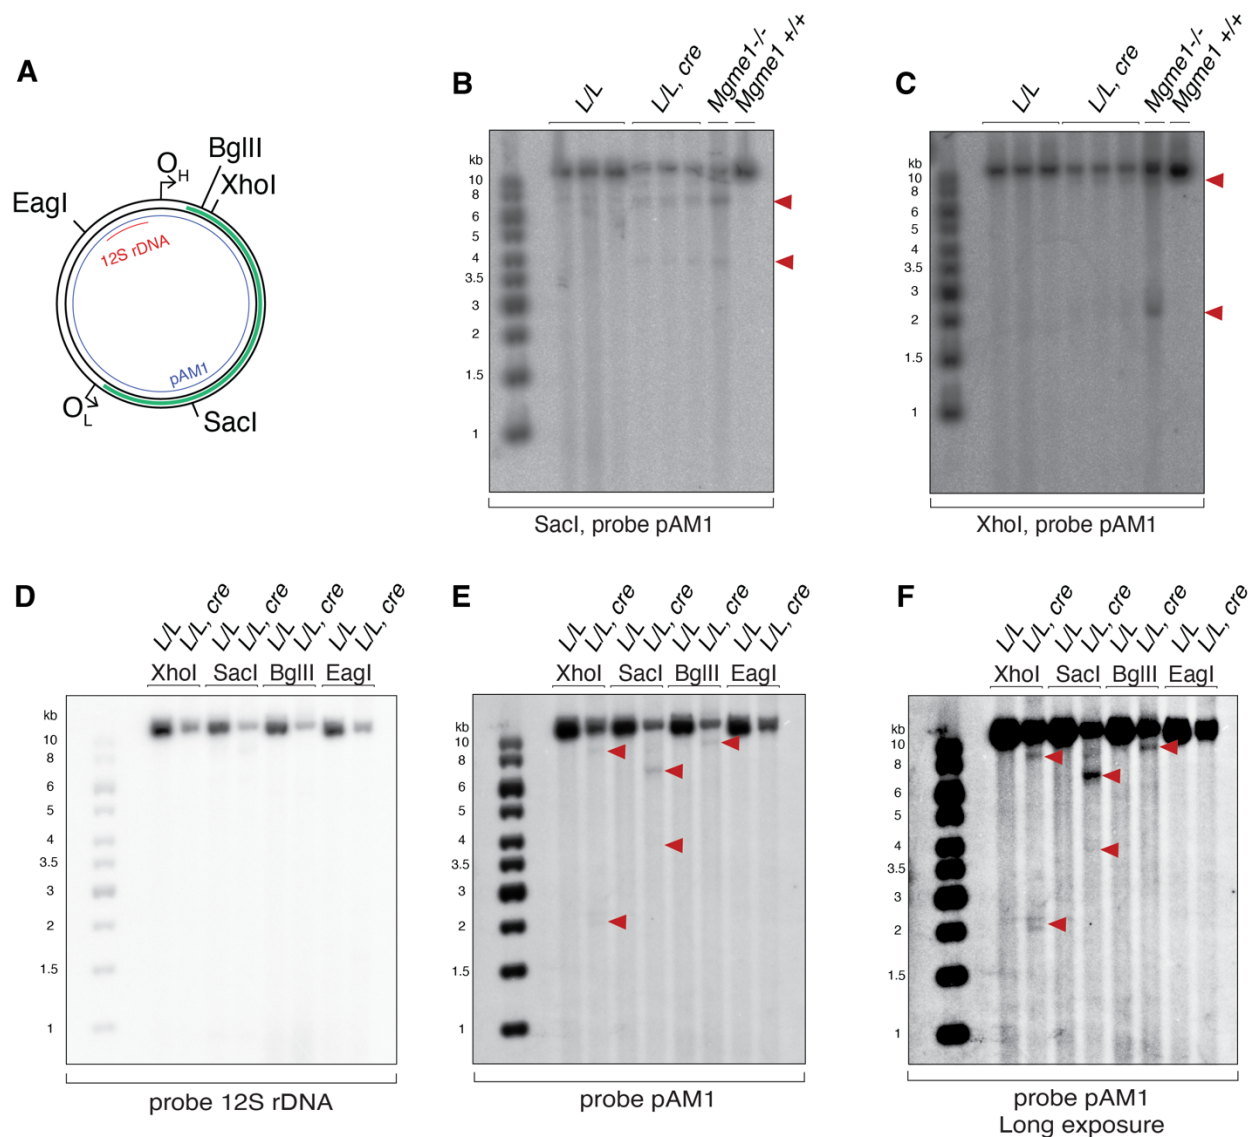 A
O H
BglII
XhoI
EagI
12S rDNA
pAM1
O L
SacI
B
L/L
L/L, cre
Mgme1-/-
Mgme1 +/+
kb
10
8
6
5
4
3.5
3
2
1.5
1
SacI, probe pAM1
C
L/L
L/L, cre
Mgme1-/-
Mgme1 +/+
kb
10
8
6
5
4
3.5
3
2
1.5
1
XhoI, probe pAM1
D
L/L L/L, cre L/L L/L, cre L/L L/L, cre L/L L/L, cre
XhoI SacI BglII EagI
kb
10
8
6
5
4
3.5
3
2
1.5
1
probe 12S rDNA
E
L/L L/L, cre L/L L/L, cre L/L L/L, cre L/L L/L, cre
XhoI SacI BglII EagI
kb
10
8
6
5
4
3.5
3
2
1.5
1
probe pAM1
F
L/L L/L, cre L/L L/L, cre L/L L/L, cre L/L L/L, cre
XhoI SacI BglII EagI
kb
10
8
6
5
4
3.5
3
2
1.5
1
probe pAM1
Long exposure